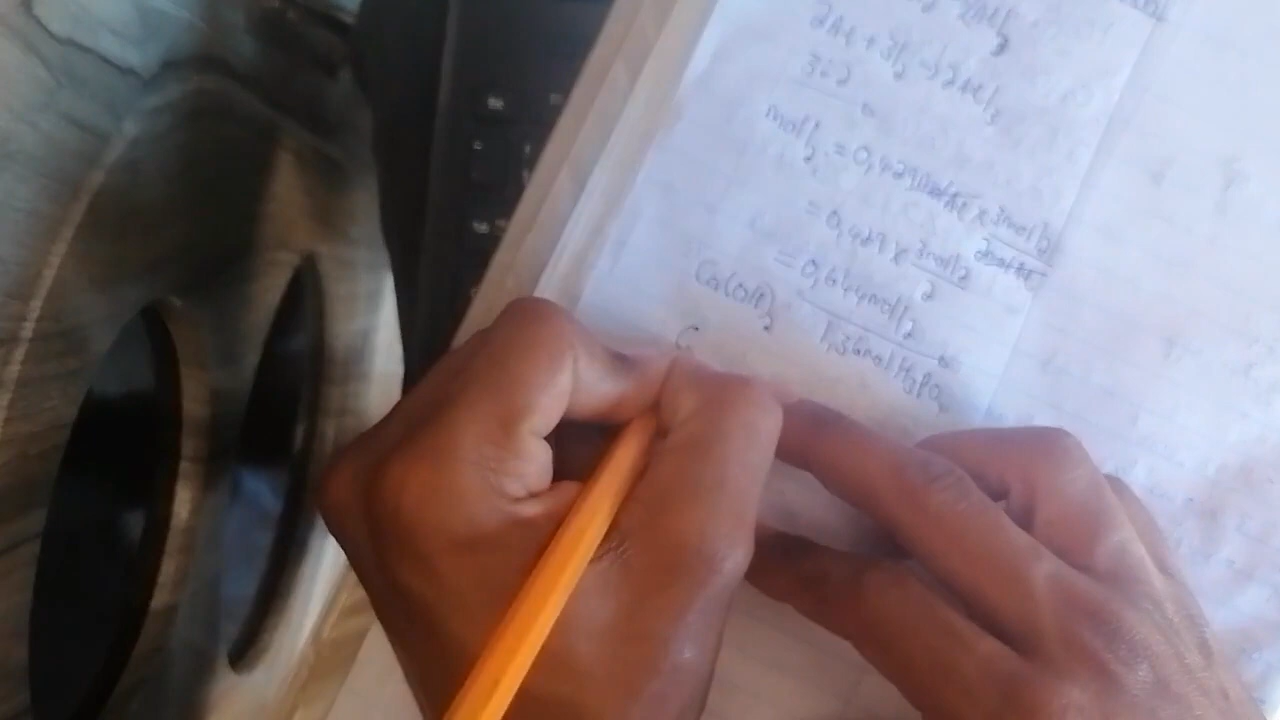 2Al + 3I₂ → 2AlI₃
mol I₂ = 0,429 mol Al × 3 mol I₂ / 2 mol Al
= 0,429 × 3 mol I₂ / 2
= 0,644 mol I₂
Ca(OH)₂ 1,36 mol H₃PO₄
C